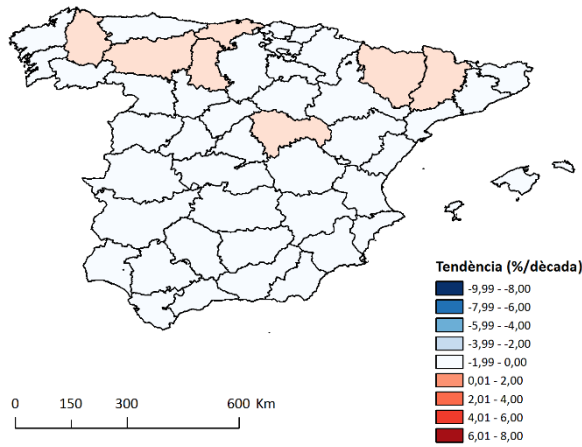 Tendència (%/dècada)
-9,99 - -8,00
-7,99 - -6,00
-5,99 - -4,00
-3,99 - -2,00
-1,99 - 0,00
0,01 - 2,00
2,01 - 4,00
4,01 - 6,00
6,01 - 8,00
0 150 300 600 Km